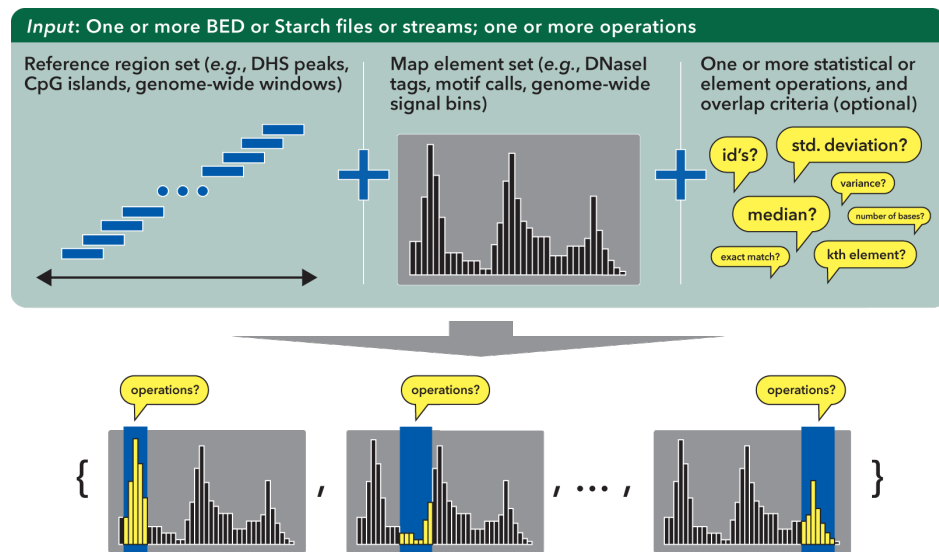 Input: One or more BED or Starch files or streams; one or more operations
Reference region set (e.g., DHS peaks,
CpG islands, genome-wide windows)
Map element set (e.g., DNaseI
tags, motif calls, genome-wide
signal bins)
One or more statistical or
element operations, and
overlap criteria (optional)
id's?
std. deviation?
variance?
median?
number of bases?
exact match?
kth element?
operations?
operations?
operations?
{ , , ... , }